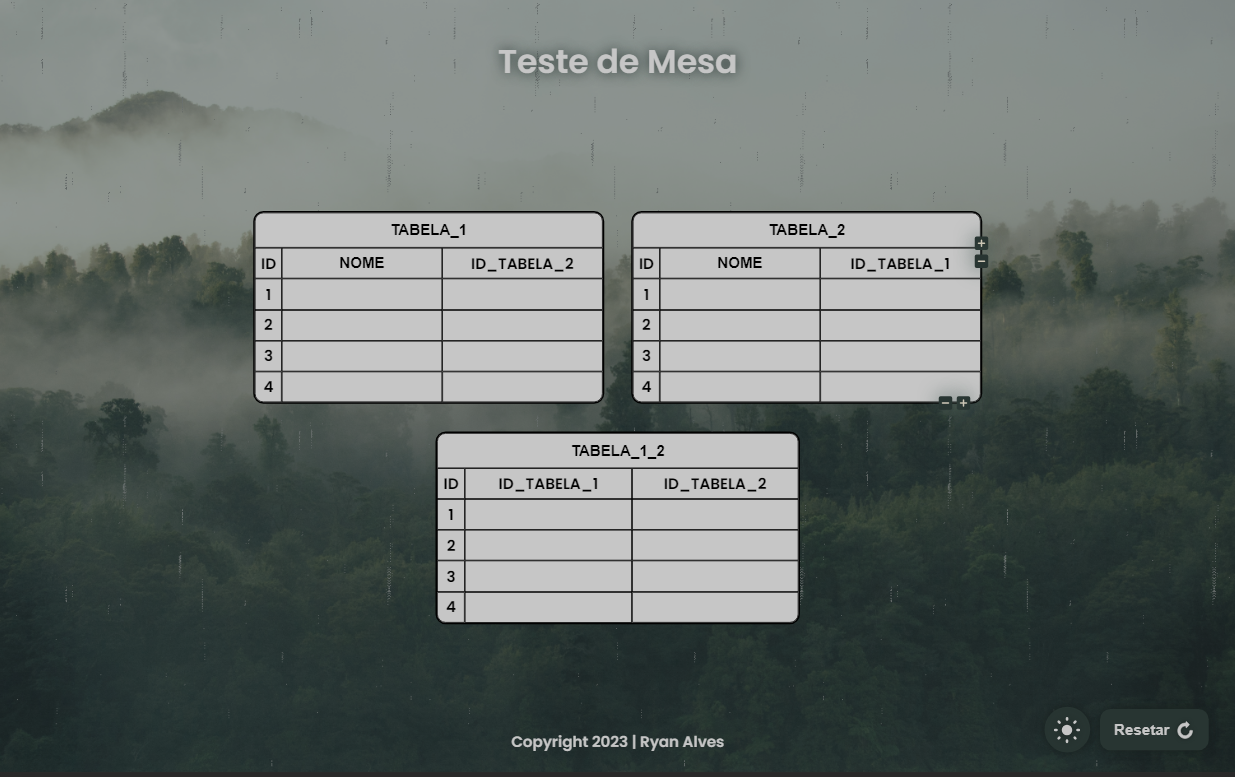 Teste de Mesa
TABELA_1
ID NOME ID_TABELA_2
1
2
3
4
TABELA_2
ID NOME ID_TABELA_1
1
2
3
4
TABELA_1_2
ID ID_TABELA_1 ID_TABELA_2
1
2
3
4
Copyright 2023 | Ryan Alves
Resetar